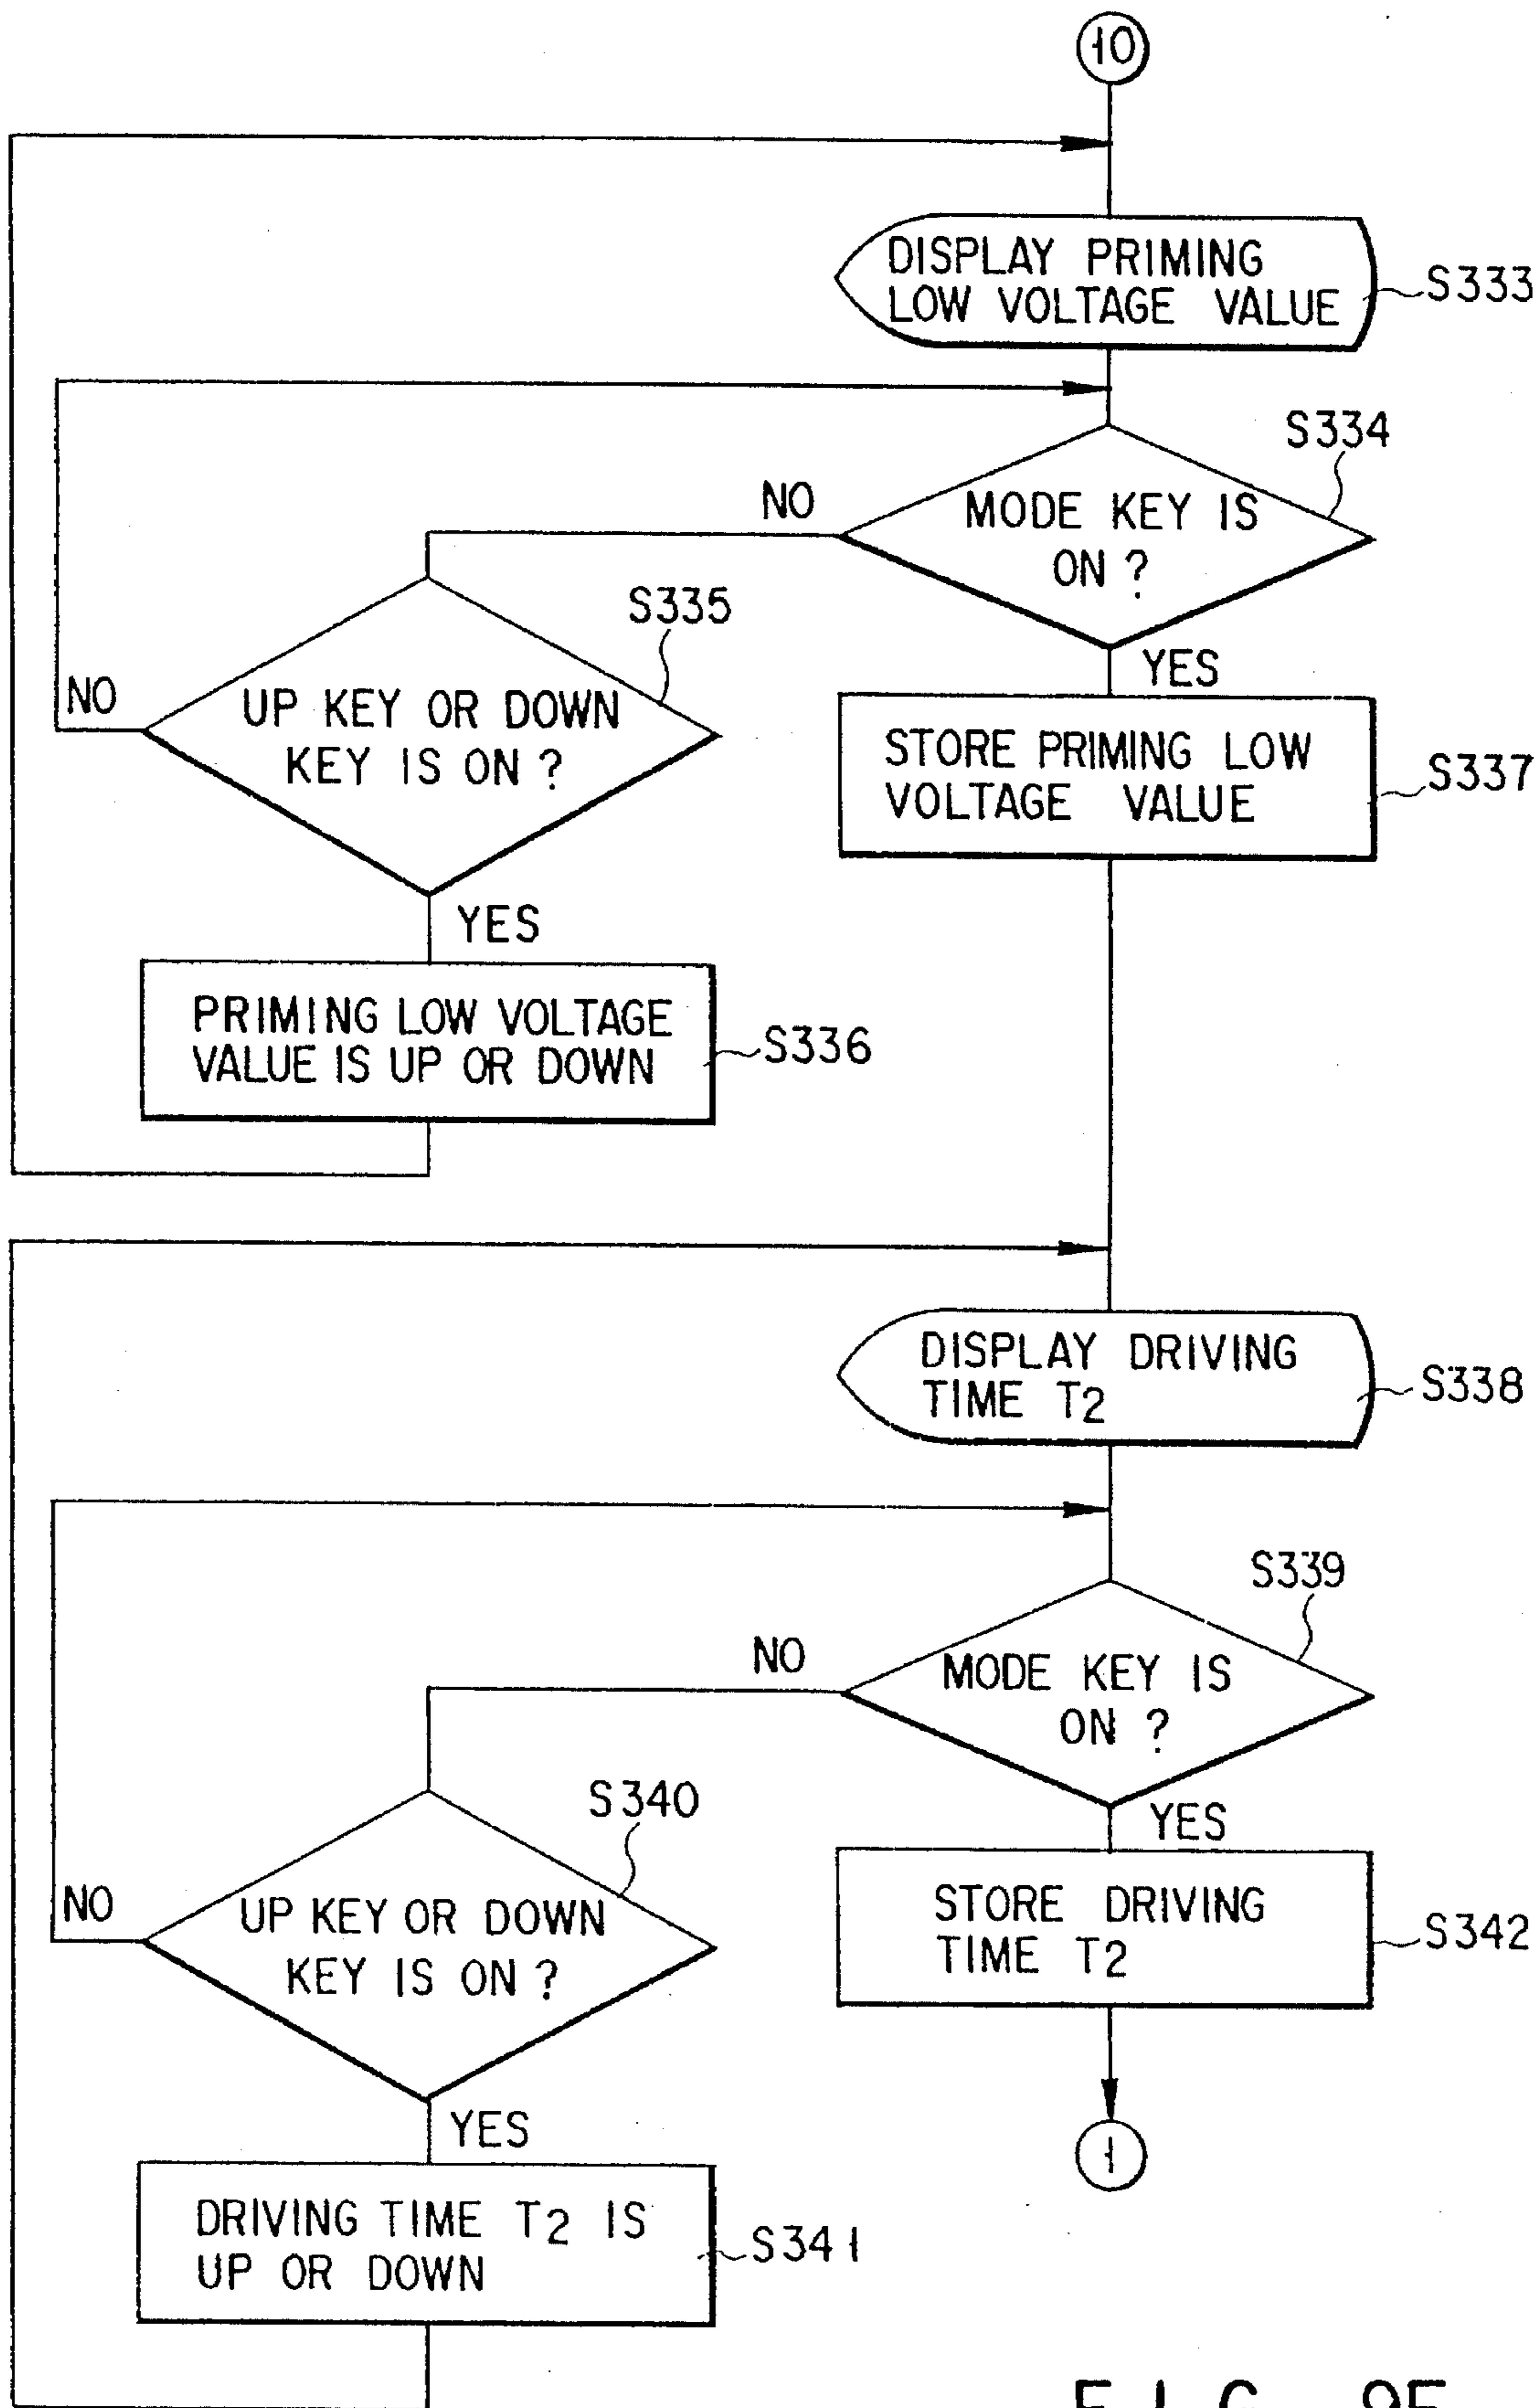 10
DISPLAY PRIMING
LOW VOLTAGE VALUE
S333
S334
NO
MODE KEY IS
ON ?
S335
YES
NO
UP KEY OR DOWN
KEY IS ON ?
STORE PRIMING LOW
VOLTAGE VALUE
S337
YES
PRIMING LOW VOLTAGE
VALUE IS UP OR DOWN
S336
DISPLAY DRIVING
TIME T2
S338
S339
NO
MODE KEY IS
ON ?
S340
YES
NO
UP KEY OR DOWN
KEY IS ON ?
STORE DRIVING
TIME T2
S342
YES
1
DRIVING TIME T2 IS
UP OR DOWN
S341